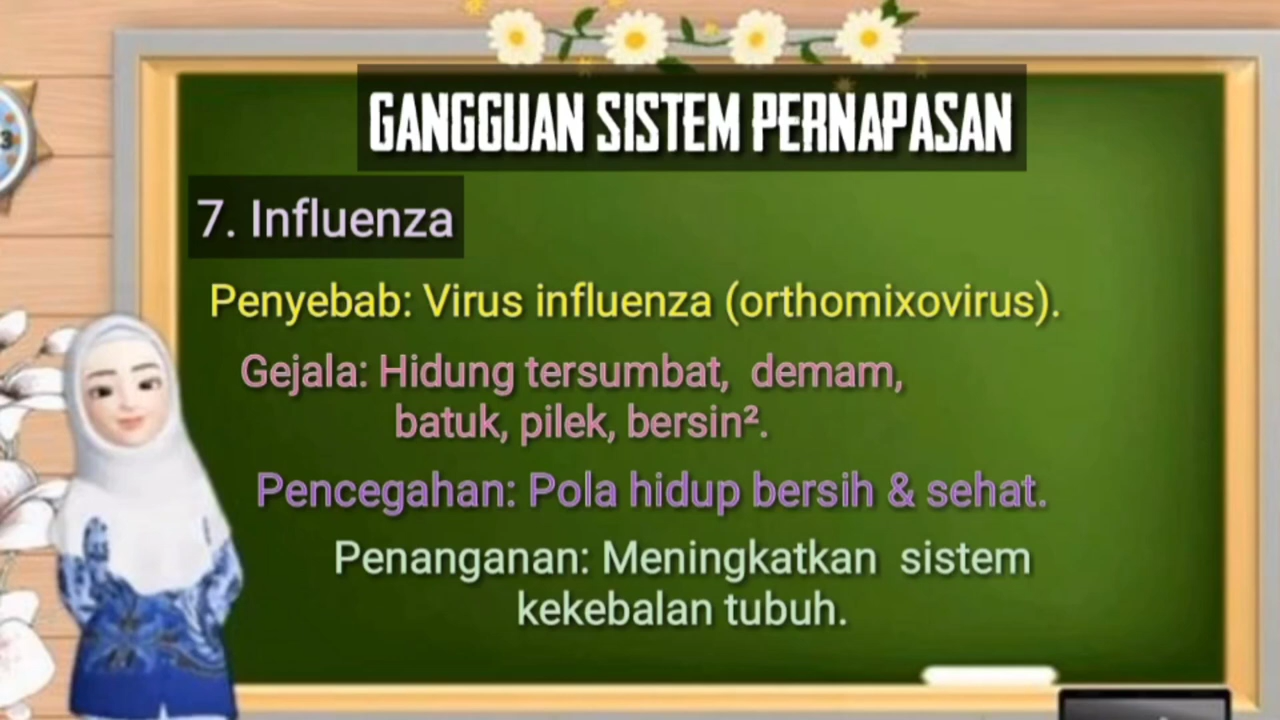 GANGGUAN SISTEM PERNAPASAN
7. Influenza
Penyebab: Virus influenza (orthomixovirus).
Gejala: Hidung tersumbat, demam,
batuk, pilek, bersin².
Pencegahan: Pola hidup bersih & sehat.
Penanganan: Meningkatkan sistem
kekebalan tubuh.
3